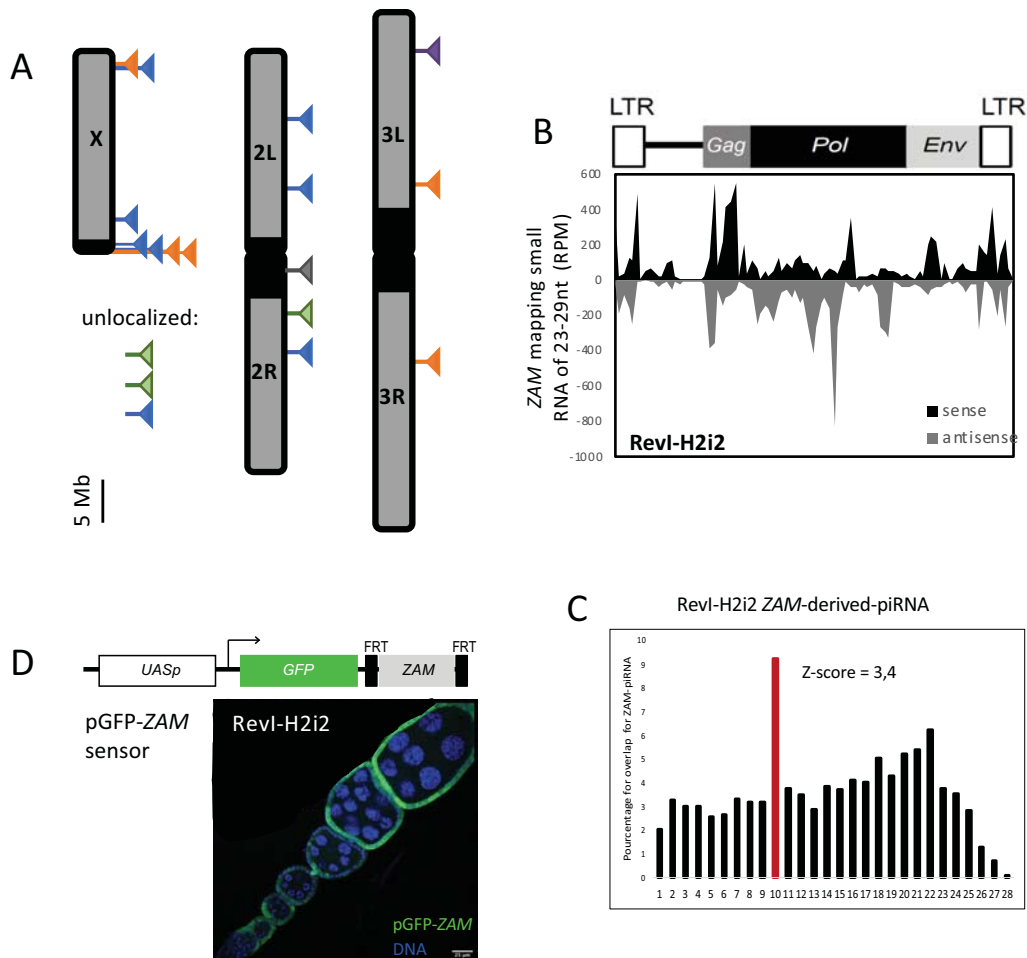 A
X
2L
3L
2R
3R
unlocalized:
5 Mb
B
LTR
LTR
Gag
Pol
Env
ZAM mapping small
RNA of 23-29nt (RPM)
600
400
200
0
-200
-400
-600
-800
-1000
sense
antisense
RevI-H2i2
C
RevI-H2i2 ZAM-derived-piRNA
Pourcentage for overlap for ZAM-piRNA
10
9
8
7
6
5
4
3
2
1
0
Z-score = 3,4
1 2 3 4 5 6 7 8 9 10 11 12 13 14 15 16 17 18 19 20 21 22 23 24 25 26 27 28
D
UASp
GFP
FRT
ZAM
FRT
pGFP-ZAM
sensor
RevI-H2i2
pGFP-ZAM
DNA